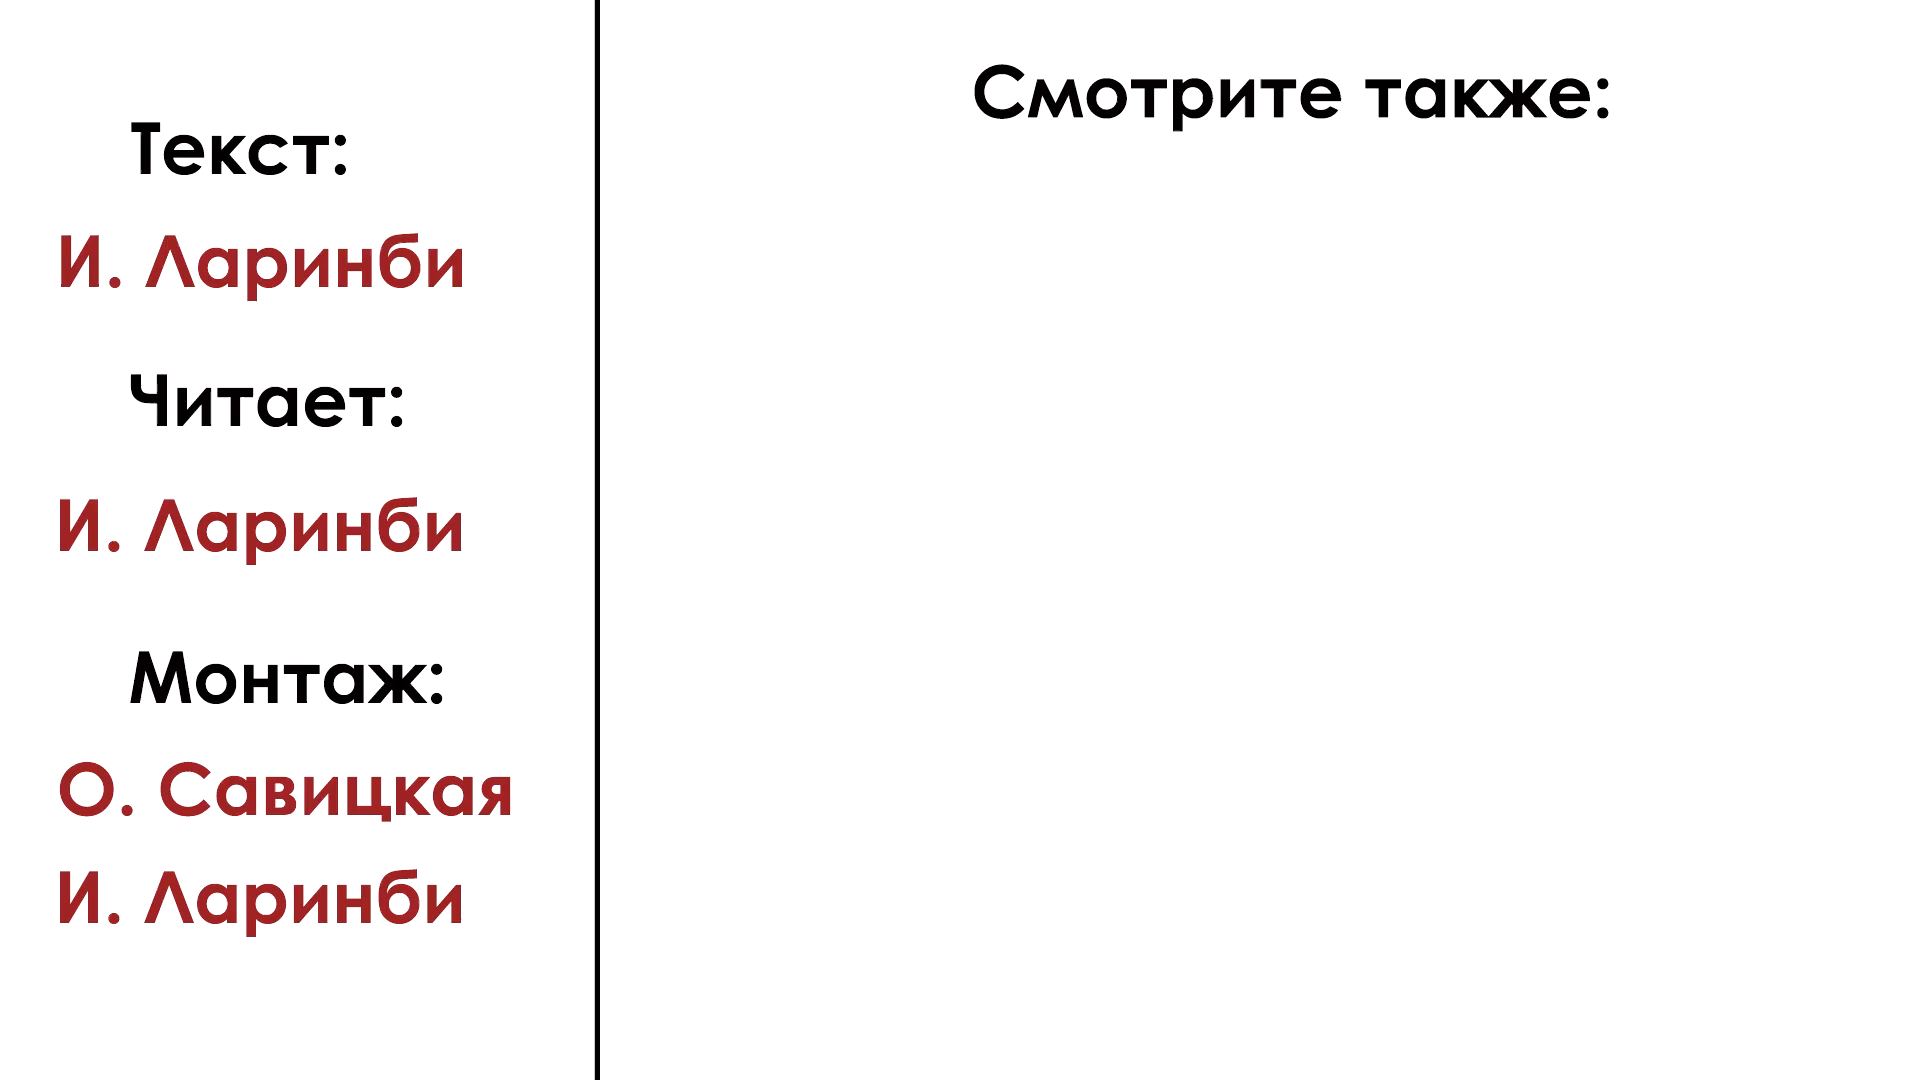 Текст:
И. Ларинби
Читает:
И. Ларинби
Монтаж:
О. Савицкая
И. Ларинби
Смотрите также: